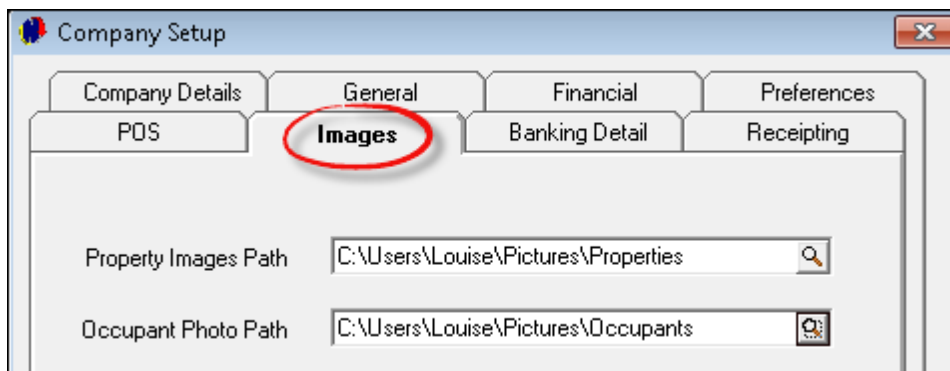 Company Setup
Company Details General Financial Preferences
POS Images Banking Detail Receipting
Property Images Path C:\Users\Louise\Pictures\Properties
Occupant Photo Path C:\Users\Louise\Pictures\Occupants